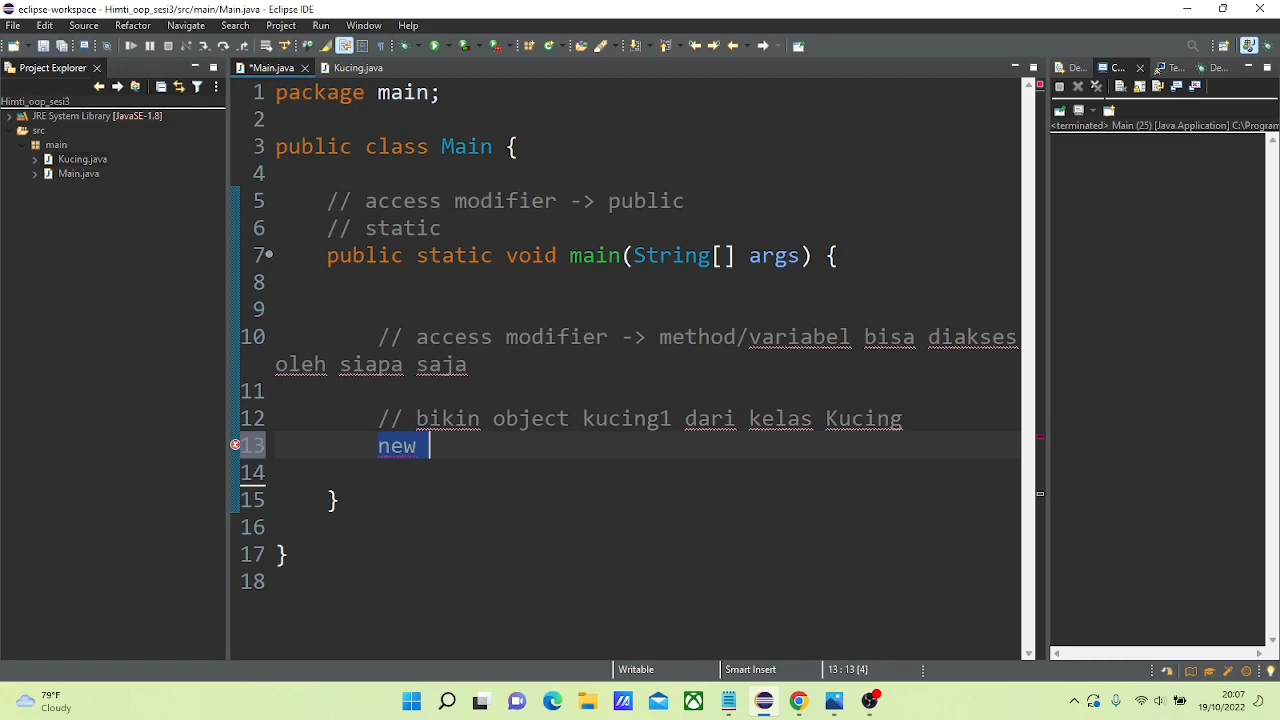 eclipse-workspace - Himti_oop_sesi3/src/main/Main.java - Eclipse IDE
File Edit Source Refactor Navigate Search Project Run Window Help
Project Explorer
*Main.java
Kucing.java
De...
C...
Te...
De...
Himti_oop_sesi3
JRE System Library [JavaSE-1.8]
src
main
Kucing.java
Main.java
<terminated> Main (25) [Java Application] C:\Program
1 package main;
2
3 public class Main {
4
5 // access modifier -> public
6 // static
7 public static void main(String[] args) {
8
9
10 // access modifier -> method/variabel bisa diakses
oleh siapa saja
11
12 // bikin object kucing1 dari kelas Kucing
13 new
14
15 }
16
17 }
18
Writable Smart Insert 13 : 13 [4]
79°F
Cloudy
20:07
19/10/2022